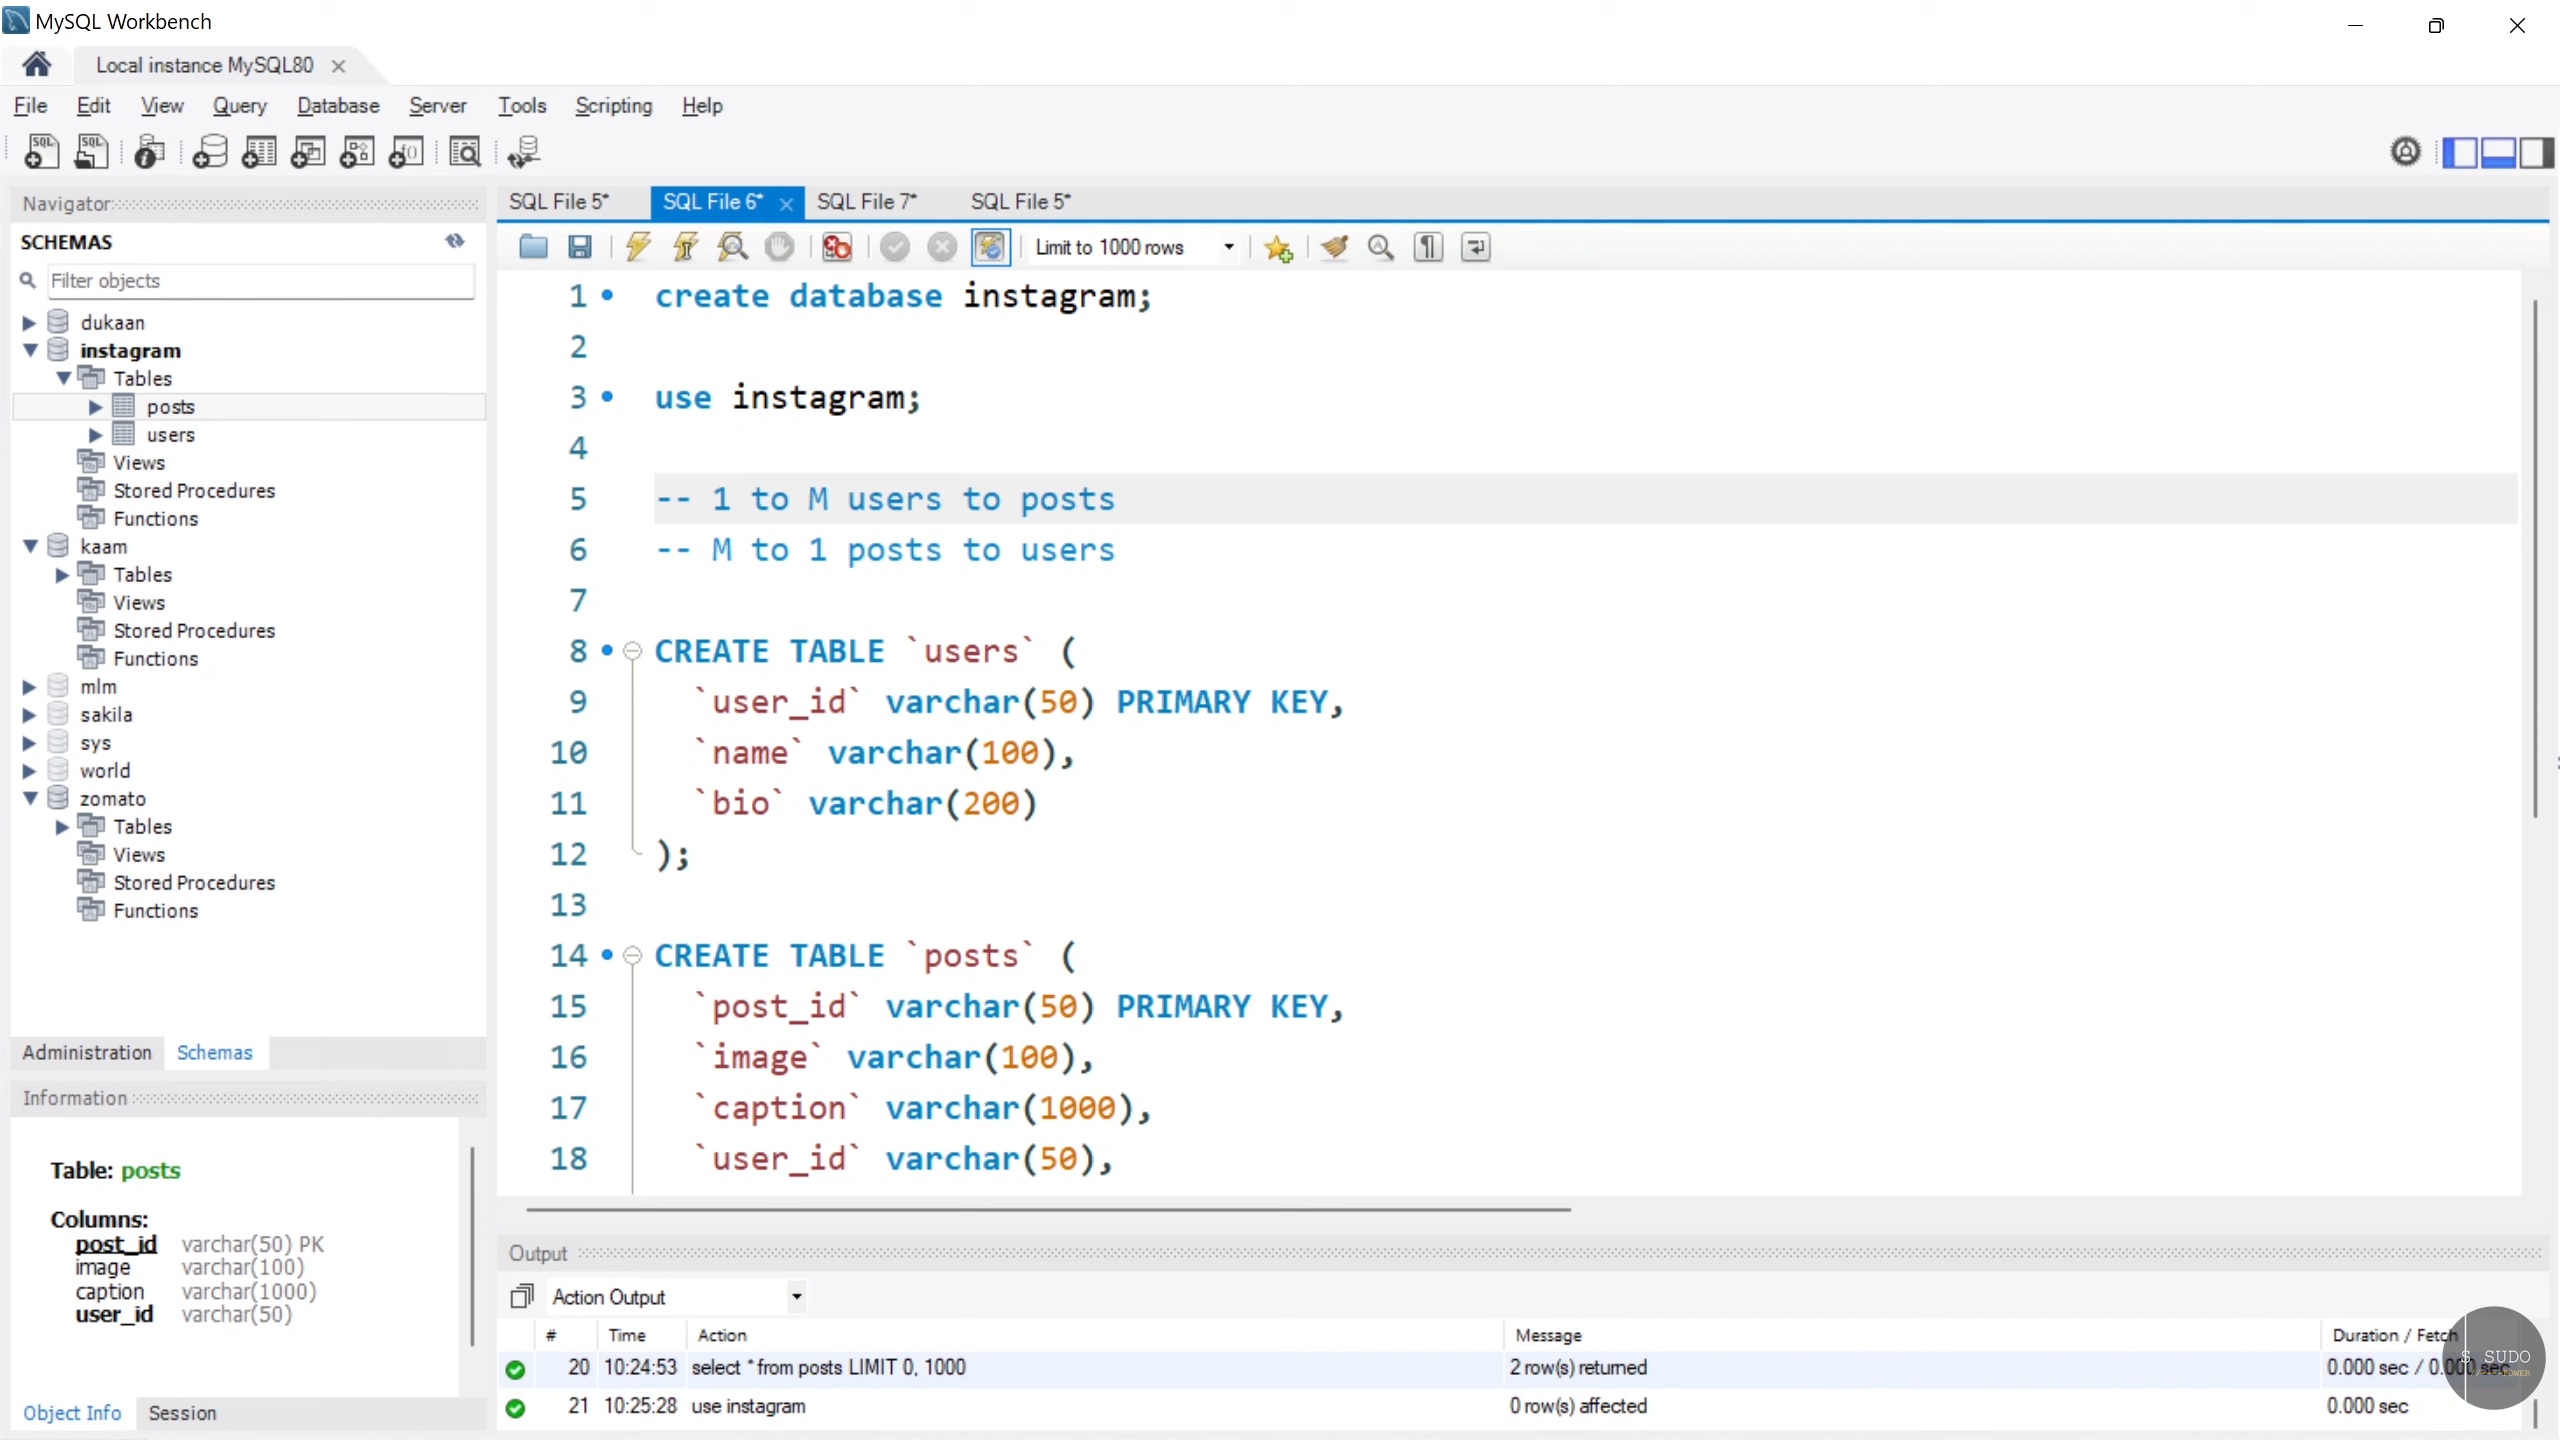 MySQL Workbench
Local instance MySQL80
File Edit View Query Database Server Tools Scripting Help
Navigator
SCHEMAS
Filter objects
dukaan
instagram
Tables
posts
users
Views
Stored Procedures
Functions
kaam
Tables
Views
Stored Procedures
Functions
mlm
sakila
sys
world
zomato
Tables
Views
Stored Procedures
Functions
Administration Schemas
Information
Table: posts
Columns:
post_id varchar(50) PK
image varchar(100)
caption varchar(1000)
user_id varchar(50)
Object Info Session
SQL File 5* SQL File 6* SQL File 7* SQL File 5*
Limit to 1000 rows
1 create database instagram;
2
3 use instagram;
4
5 -- 1 to M users to posts
6 -- M to 1 posts to users
7
8 CREATE TABLE `users` (
9 `user_id` varchar(50) PRIMARY KEY,
10 `name` varchar(100),
11 `bio` varchar(200)
12 );
13
14 CREATE TABLE `posts` (
15 `post_id` varchar(50) PRIMARY KEY,
16 `image` varchar(100),
17 `caption` varchar(1000),
18 `user_id` varchar(50),
Output
Action Output
# Time Action Message Duration / Fetch
20 10:24:53 select * from posts LIMIT 0, 1000 2 row(s) returned 0.000 sec / 0.000 sec
21 10:25:28 use instagram 0 row(s) affected 0.000 sec
$ SUDO